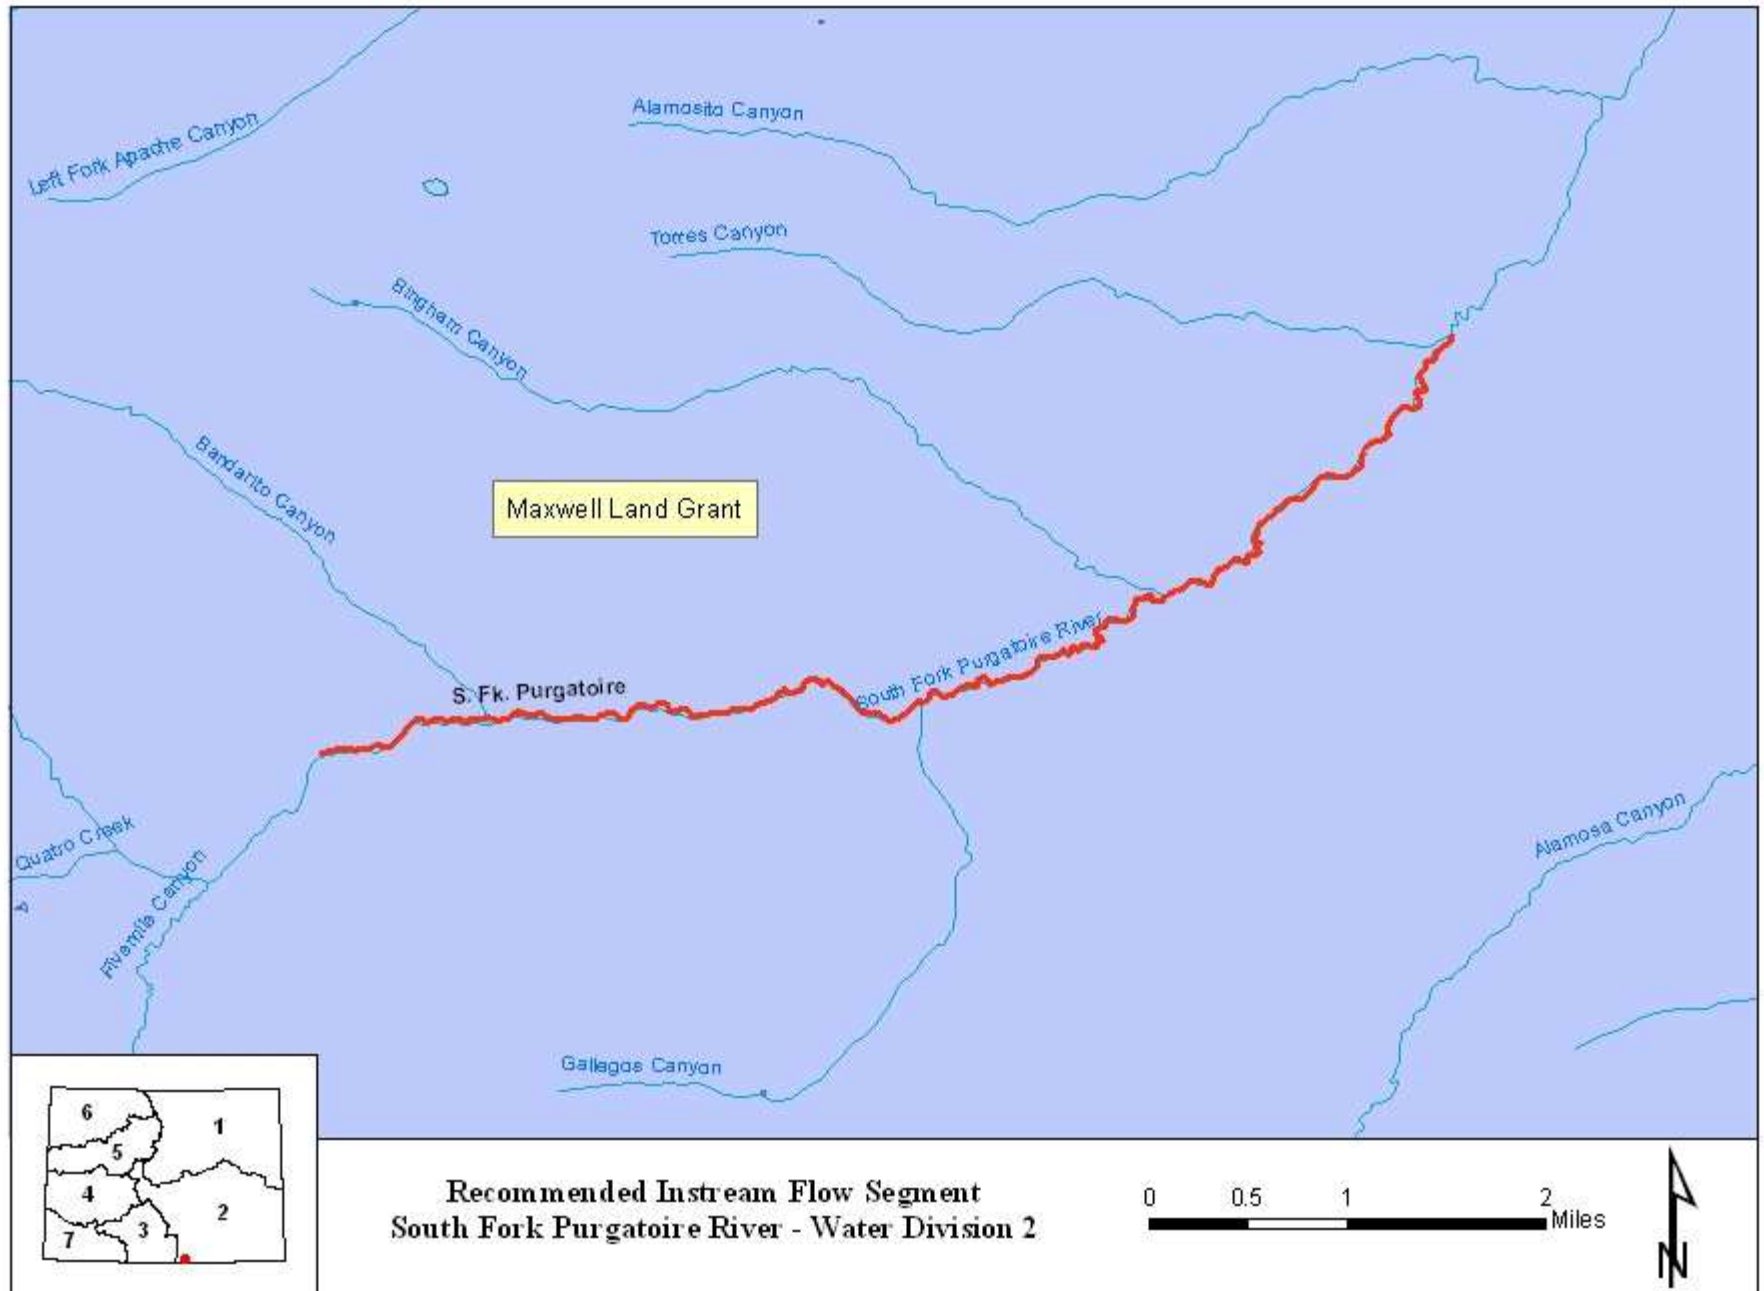 Alamosito Canyon
Left Fork Apache Canyon
Torres Canyon
Bingham Canyon
Bandarito Canyon
Maxwell Land Grant
South Fork Purgatoire River
S. Fk. Purgatoire
Quatro Creek
Fivemile Canyon
Alamosa Canyon
Gallegos Canyon
6
1
5
4
2
3
7
Recommended Instream Flow Segment
South Fork Purgatoire River - Water Division 2
0 0.5 1 2
Miles
N